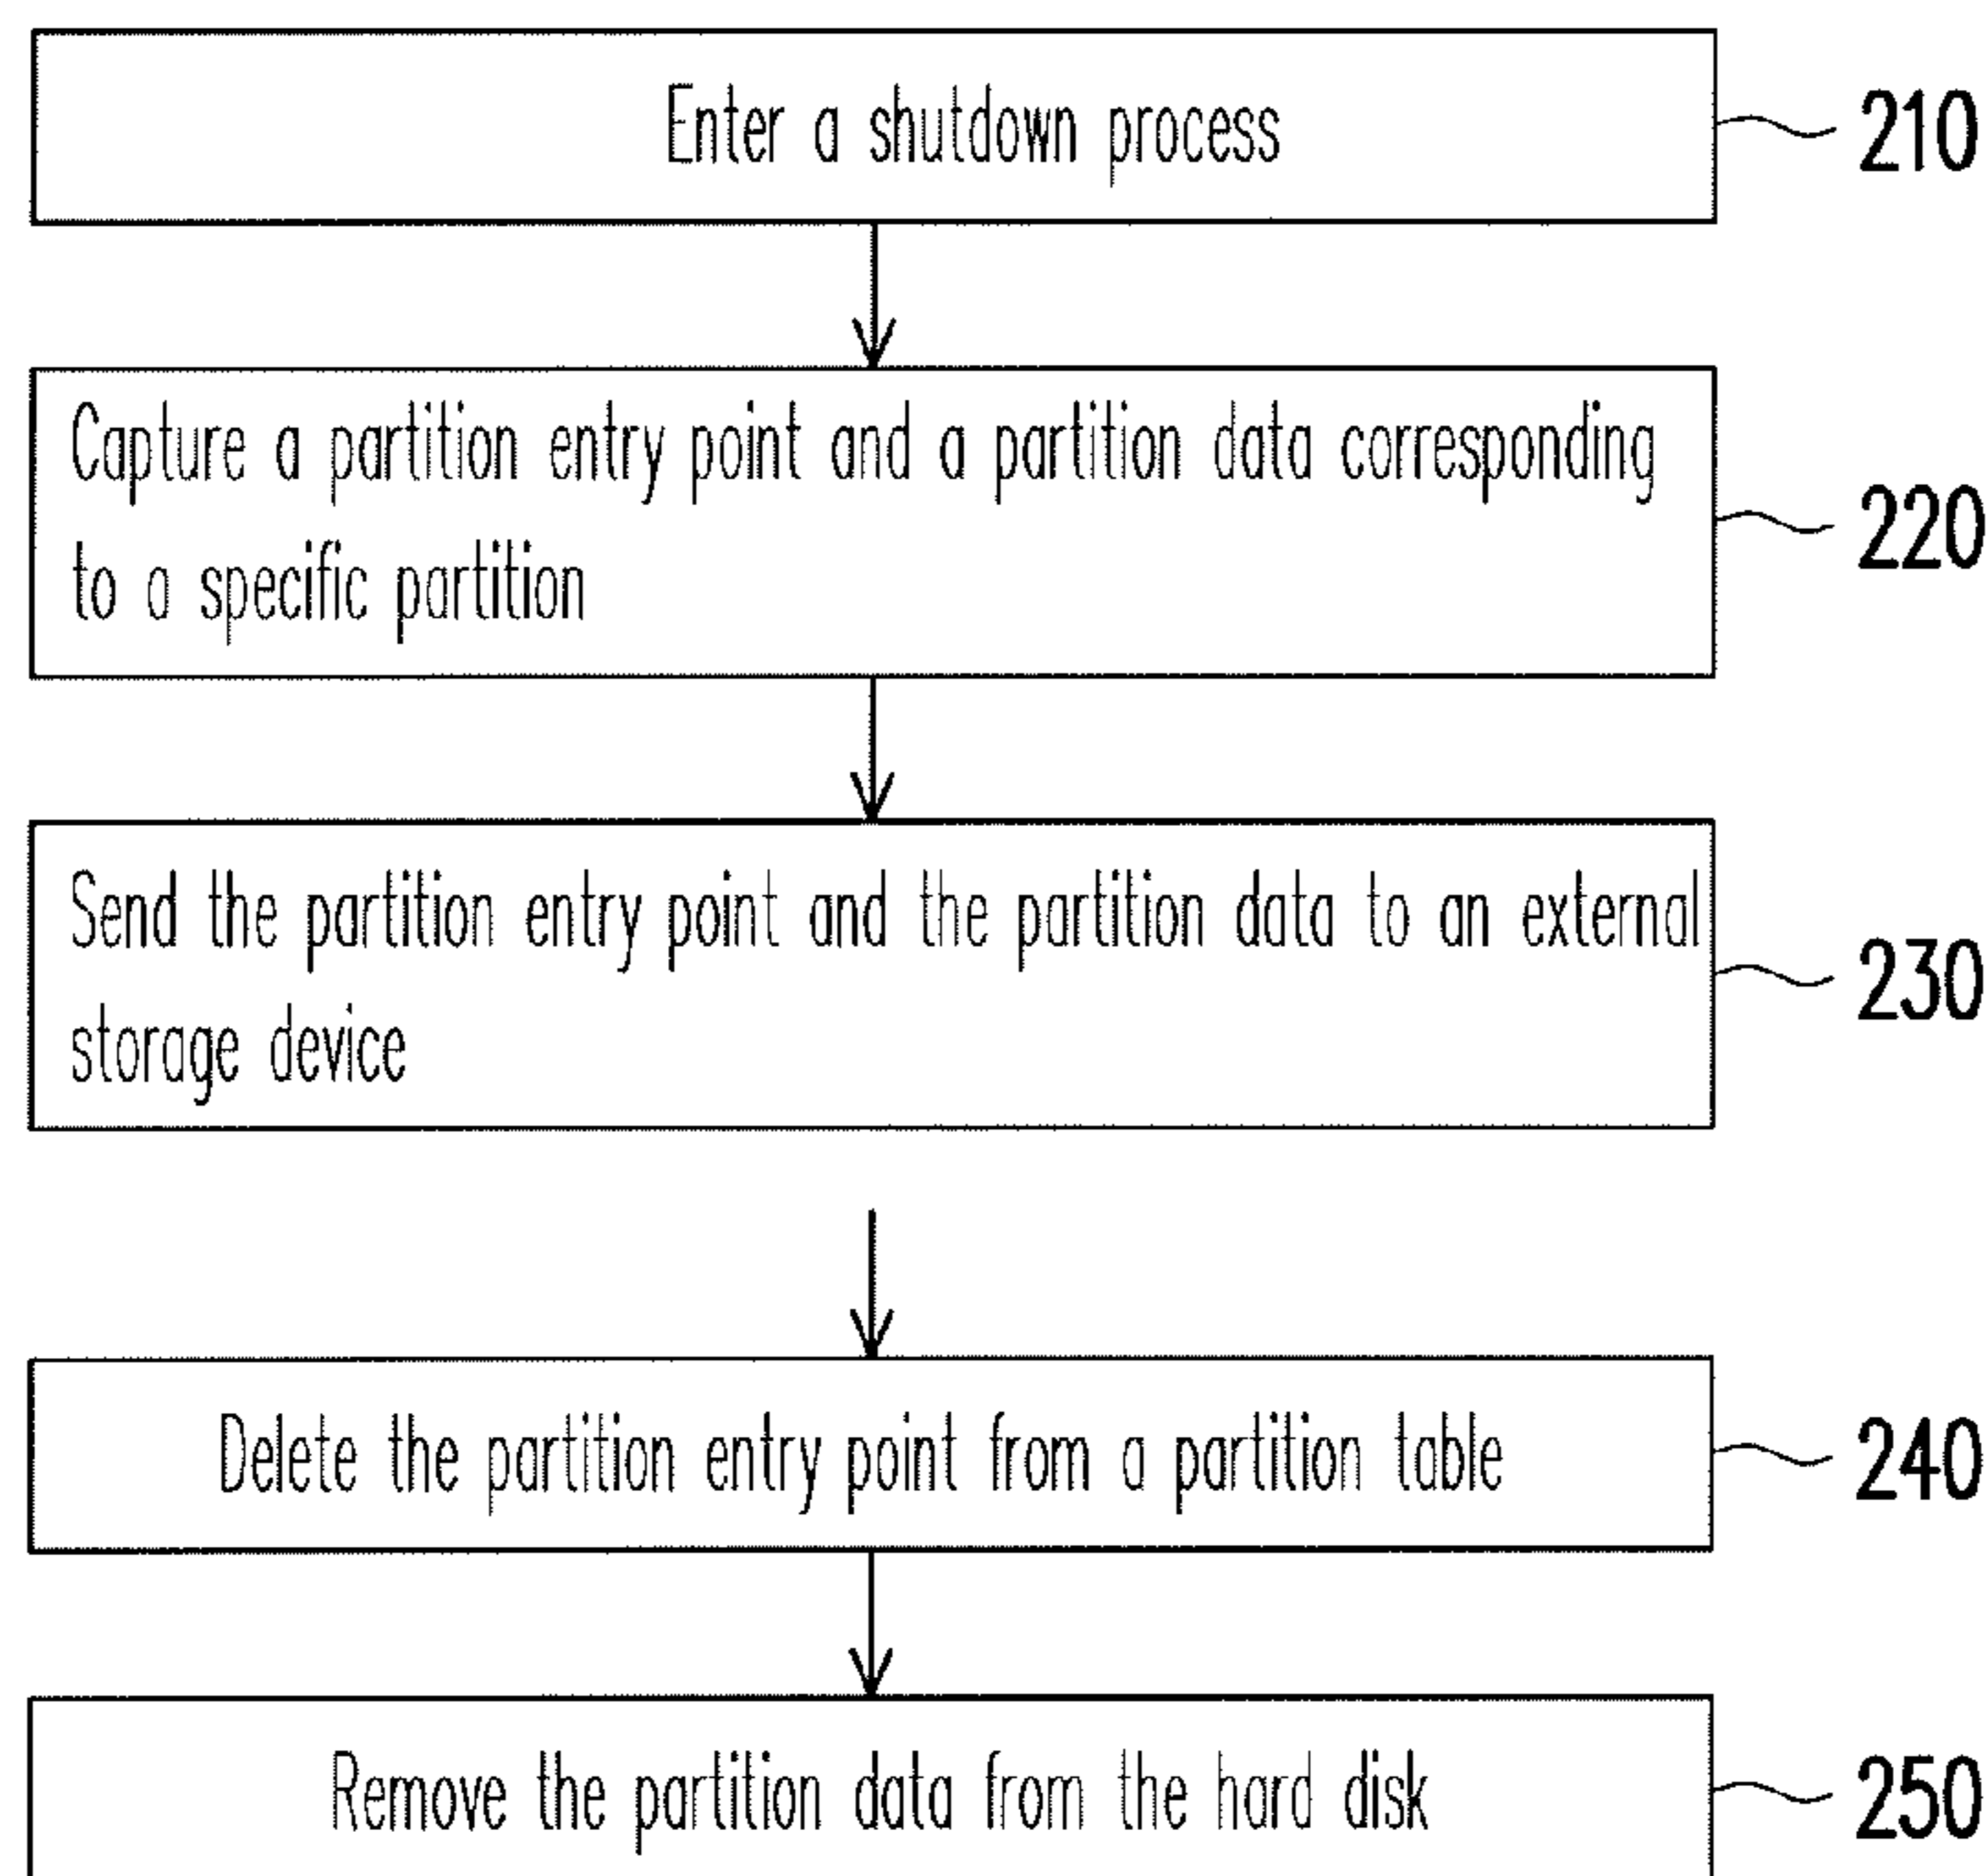 Enter a shutdown process
210
Capture a partition entry point and a partition data corresponding
to a specific partition
220
Send the partition entry point and the partition data to an external
storage device
230
Delete the partition entry point from a partition table
240
Remove the partition data from the hard disk
250